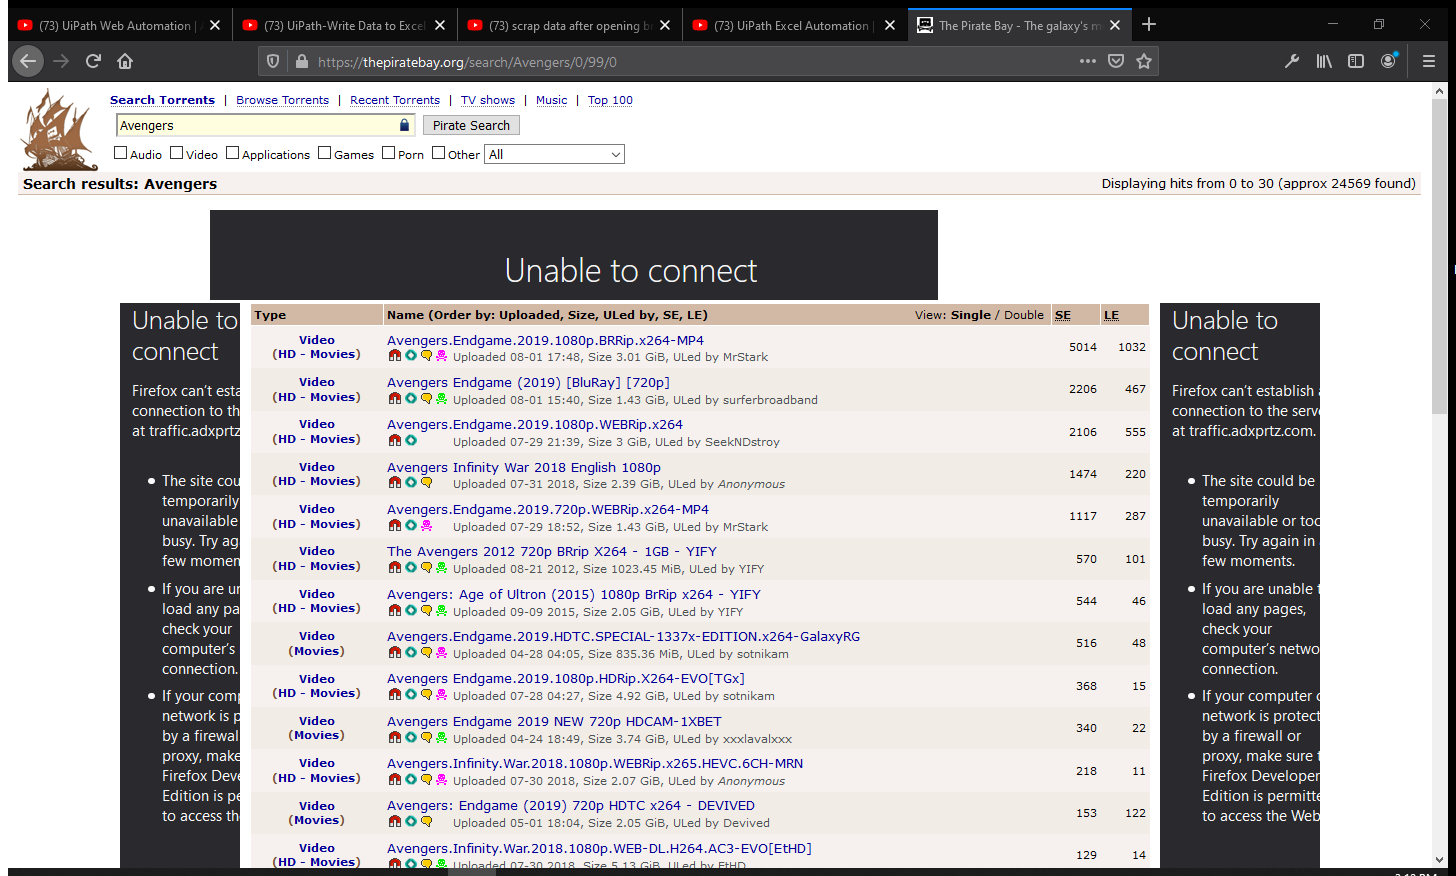 (73) UiPath Web Automation | (73) UiPath-Write Data to Excel (73) scrap data after opening b (73) UiPath Excel Automation | The Pirate Bay - The galaxy's m
https://thepiratebay.org/search/Avengers/0/99/0
Search Torrents | Browse Torrents | Recent Torrents | TV shows | Music | Top 100
Avengers Pirate Search
Audio Video Applications Games Porn Other All
Search results: Avengers Displaying hits from 0 to 30 (approx 24569 found)
Unable to connect
Type Name (Order by: Uploaded, Size, ULed by, SE, LE) View: Single / Double SE LE
Video (HD - Movies) Avengers.Endgame.2019.1080p.BRRip.x264-MP4 5014 1032
Uploaded 08-01 17:48, Size 3.01 GiB, ULed by MrStark
Video (HD - Movies) Avengers Endgame (2019) [BluRay] [720p] 2206 467
Uploaded 08-01 15:40, Size 1.43 GiB, ULed by surferbroadband
Video (HD - Movies) Avengers.Endgame.2019.1080p.WEBRip.x264 2106 555
Uploaded 07-29 21:39, Size 3 GiB, ULed by SeekNDstroy
Video (HD - Movies) Avengers Infinity War 2018 English 1080p 1474 220
Uploaded 07-31 2018, Size 2.39 GiB, ULed by Anonymous
Video (HD - Movies) Avengers.Endgame.2019.720p.WEBRip.x264-MP4 1117 287
Uploaded 07-29 18:52, Size 1.43 GiB, ULed by MrStark
Video (HD - Movies) The Avengers 2012 720p BRrip X264 - 1GB - YIFY 570 101
Uploaded 08-21 2012, Size 1023.45 MiB, ULed by YIFY
Video (HD - Movies) Avengers: Age of Ultron (2015) 1080p BrRip x264 - YIFY 544 46
Uploaded 09-09 2015, Size 2.05 GiB, ULed by YIFY
Video (Movies) Avengers.Endgame.2019.HDTC.SPECIAL-1337x-EDITION.x264-GalaxyRG 516 48
Uploaded 04-28 04:05, Size 835.36 MiB, ULed by sotnikam
Video (HD - Movies) Avengers Endgame.2019.1080p.HDRip.X264-EVO[TGx] 368 15
Uploaded 07-28 04:27, Size 4.92 GiB, ULed by sotnikam
Video (Movies) Avengers Endgame 2019 NEW 720p HDCAM-1XBET 340 22
Uploaded 04-24 18:49, Size 3.74 GiB, ULed by xxxlavalxxx
Video (HD - Movies) Avengers.Infinity.War.2018.1080p.WEBRip.x265.HEVC.6CH-MRN 218 11
Uploaded 07-30 2018, Size 2.07 GiB, ULed by Anonymous
Video (Movies) Avengers: Endgame (2019) 720p HDTC x264 - DEVIVED 153 122
Uploaded 05-01 18:04, Size 2.05 GiB, ULed by Devived
Video (HD - Movies) Avengers.Infinity.War.2018.1080p.WEB-DL.H264.AC3-EVO[EtHD] 129 14
Uploaded 07-30 2018, Size 5.13 GiB, ULed by EtHD
Unable to
connect
Firefox can't esta
connection to th
at traffic.adxprtz
The site cou
temporarily
unavailable
busy. Try aga
few momen
If you are un
load any pa
check your
computer's
connection.
If your comp
network is p
by a firewall
proxy, make
Firefox Deve
Edition is pe
to access the
Unable to
connect
Firefox can't establish a
connection to the serve
at traffic.adxprtz.com.
The site could be
temporarily
unavailable or too
busy. Try again in
few moments.
If you are unable t
load any pages,
check your
computer's netwo
connection.
If your computer o
network is protect
by a firewall or
proxy, make sure t
Firefox Developer
Edition is permitte
to access the Web